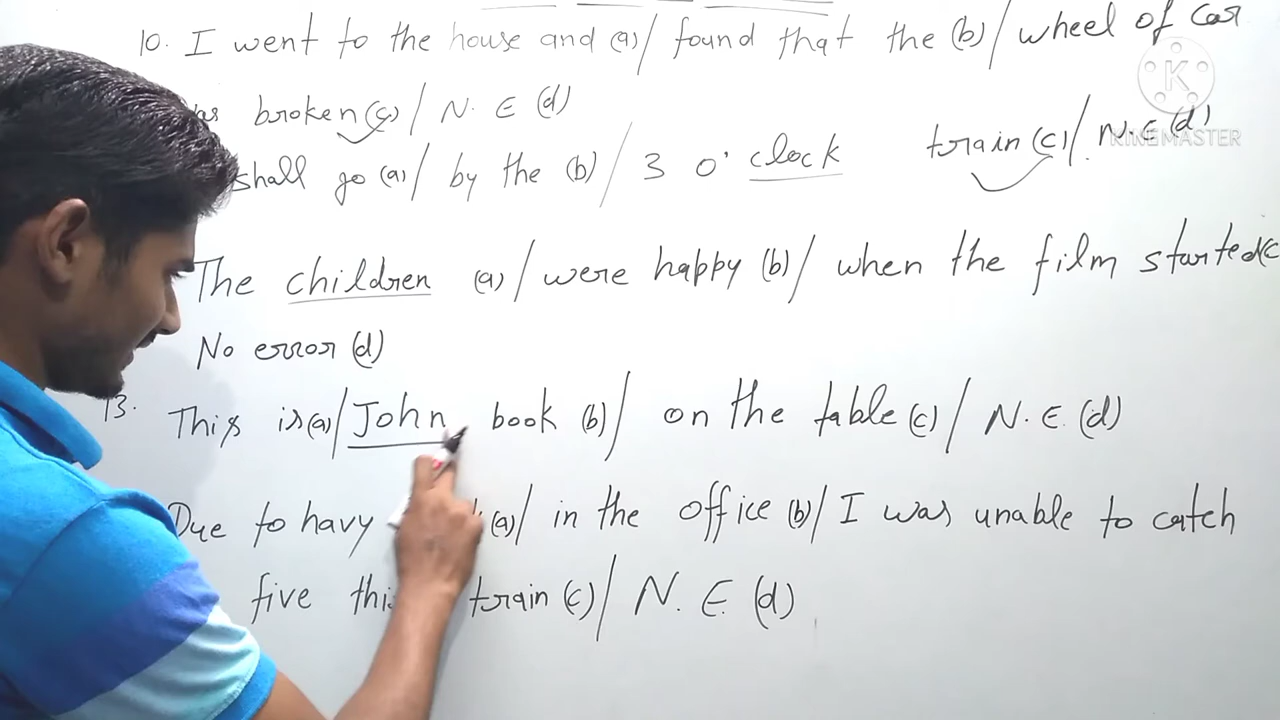 10. I went to the house and (a)/ found that the (b)/ wheel of car
broken (c)/ N. E (d)
shall go (a)/ by the (b)/ 3 o' clock train (c)/ N.E (d)
KINEMASTER
The children (a)/ were happy (b)/ when the film started(c
No error (d)
13. This is (a)/ John book (b)/ on the table (c)/ N. E. (d)
Due to havy (a)/ in the office (b)/ I was unable to catch
five train (c)/ N. E. (d)